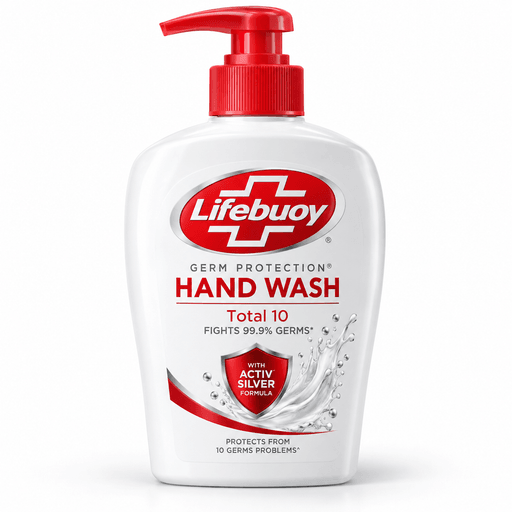 Lifebuoy
®
GERM PROTECTION®
HAND WASH
Total 10
FIGHTS 99.9% GERMS*
WITH
ACTIV
SILVER
FORMULA
PROTECTS FROM
10 GERMS PROBLEMS*